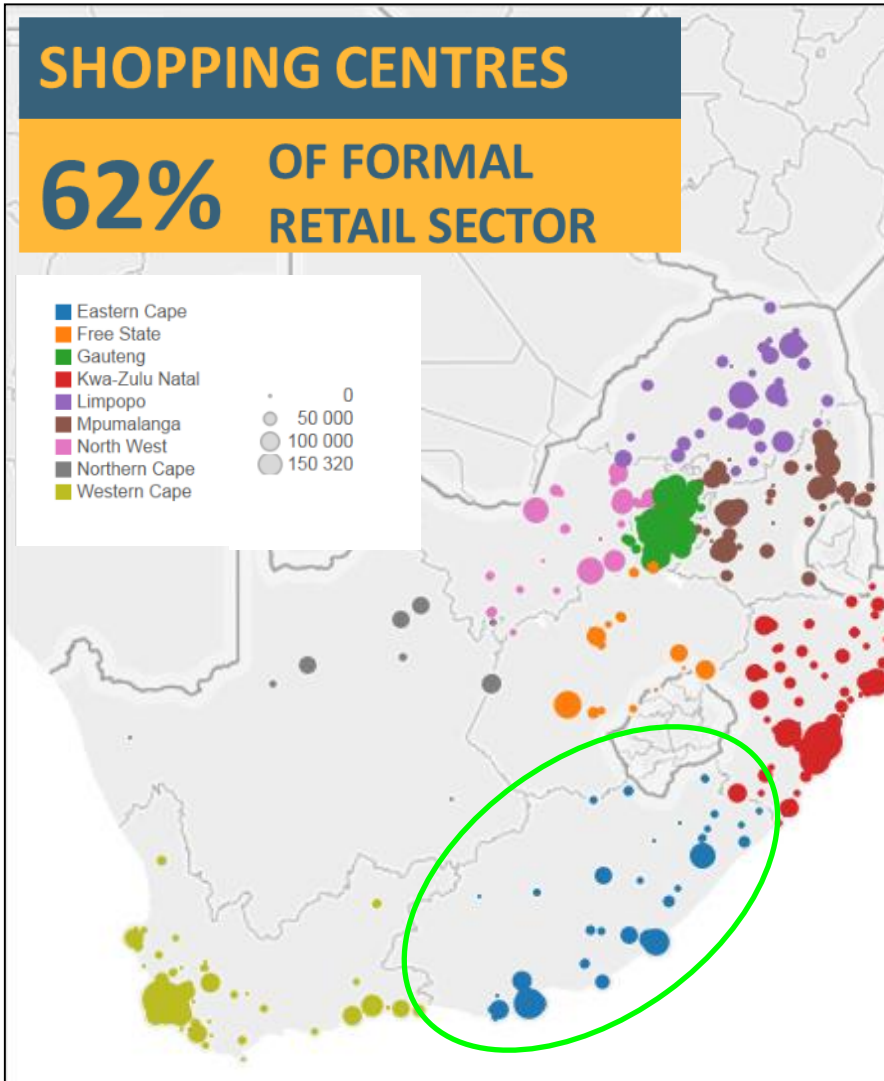 SHOPPING CENTRES
62%
OF FORMAL
RETAIL SECTOR
Eastern Cape
Free State
Gauteng
Kwa-Zulu Natal
Limpopo
Mpumalanga
North West
Northern Cape
Western Cape
0
50 000
100 000
150 320